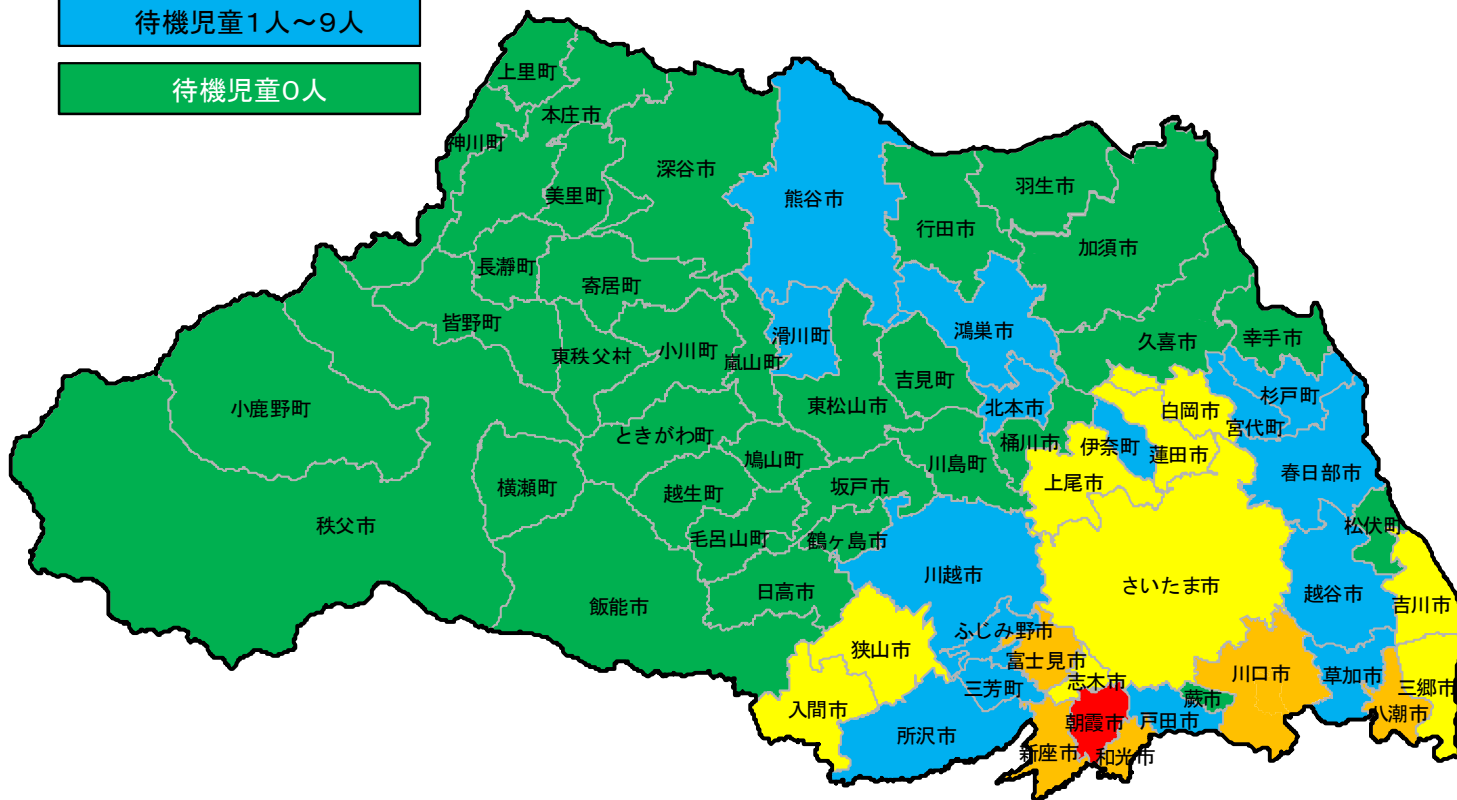 待機児童１人～９人
待機児童０人
上里町
本庄市
神川町
美里町
深谷市
熊谷市
行田市
羽生市
加須市
長瀞町
寄居町
皆野町
東秩父村
小川町
嵐山町
滑川町
吉見町
鴻巣市
久喜市
幸手市
小鹿野町
東松山市
北本市
白岡市
杉戸町
宮代町
ときがわ町
鳩山町
川島町
桶川市
伊奈町
蓮田市
春日部市
横瀬町
越生町
坂戸市
上尾市
秩父市
毛呂山町
鶴ヶ島市
松伏町
飯能市
日高市
川越市
さいたま市
越谷市
吉川市
狭山市
ふじみ野市
富士見市
三芳町
志木市
川口市
草加市
三郷市
入間市
所沢市
朝霞市
戸田市
蕨市
八潮市
新座市
和光市